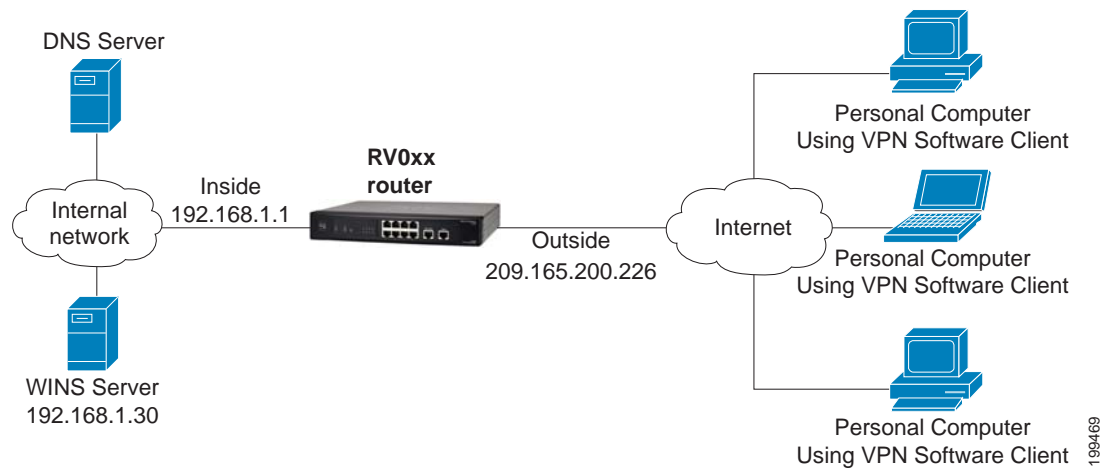 DNS Server
RV0xx
router
Inside
192.168.1.1
Internal
network
WINS Server
192.168.1.30
Outside
209.165.200.226
Internet
Personal Computer
Using VPN Software Client
Personal Computer
Using VPN Software Client
Personal Computer
Using VPN Software Client
199469